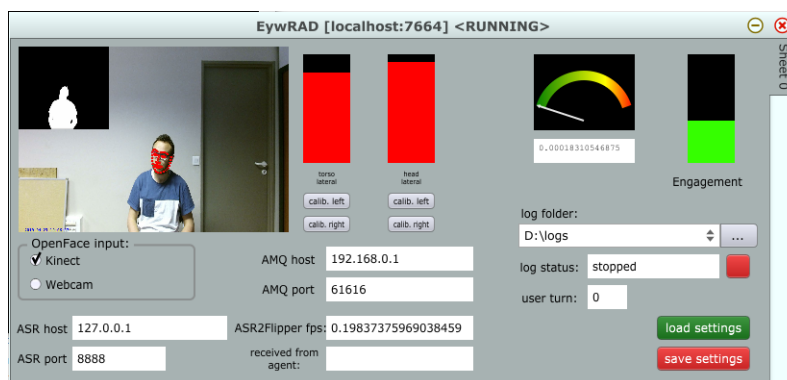 EywRAD [localhost:7664] <RUNNING>
Sheet 0
torso
lateral
head
lateral
calib. left
calib. left
calib. right
calib. right
0.00018310546875
Engagement
log folder:
D:\logs
...
OpenFace input:
Kinect
Webcam
AMQ host
192.168.0.1
AMQ port
61616
log status:
stopped
user turn:
0
ASR host
127.0.0.1
ASR2Flipper fps:
0.19837375969038459
load settings
ASR port
8888
received from
agent:
save settings